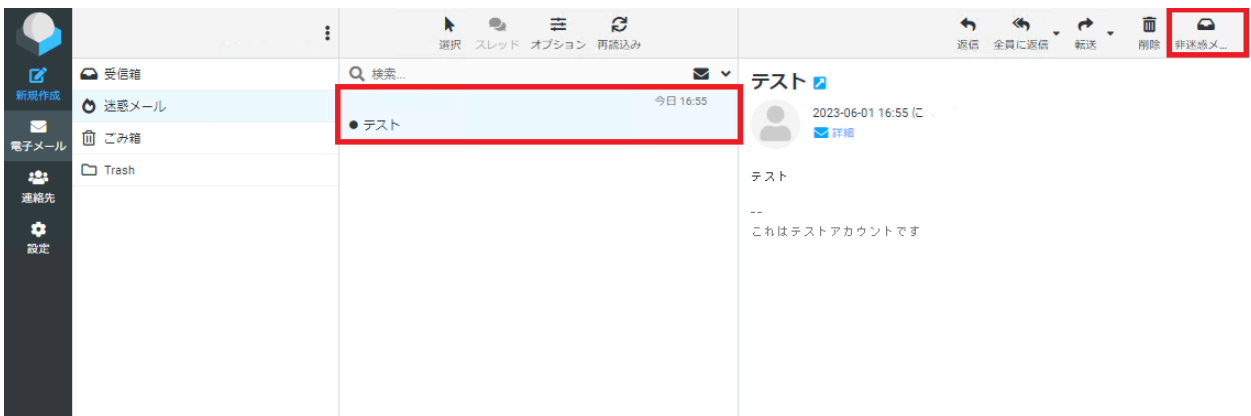 新規作成
電子メール
連絡先
設定
受信箱
迷惑メール
ごみ箱
Trash
選択 スレッド オプション 再読込み
検索...
今日 16:55
テスト
返信 全員に返信 転送 削除 非迷惑メ...
テスト
2023-06-01 16:55 に
詳細
テスト
--
これはテストアカウントです